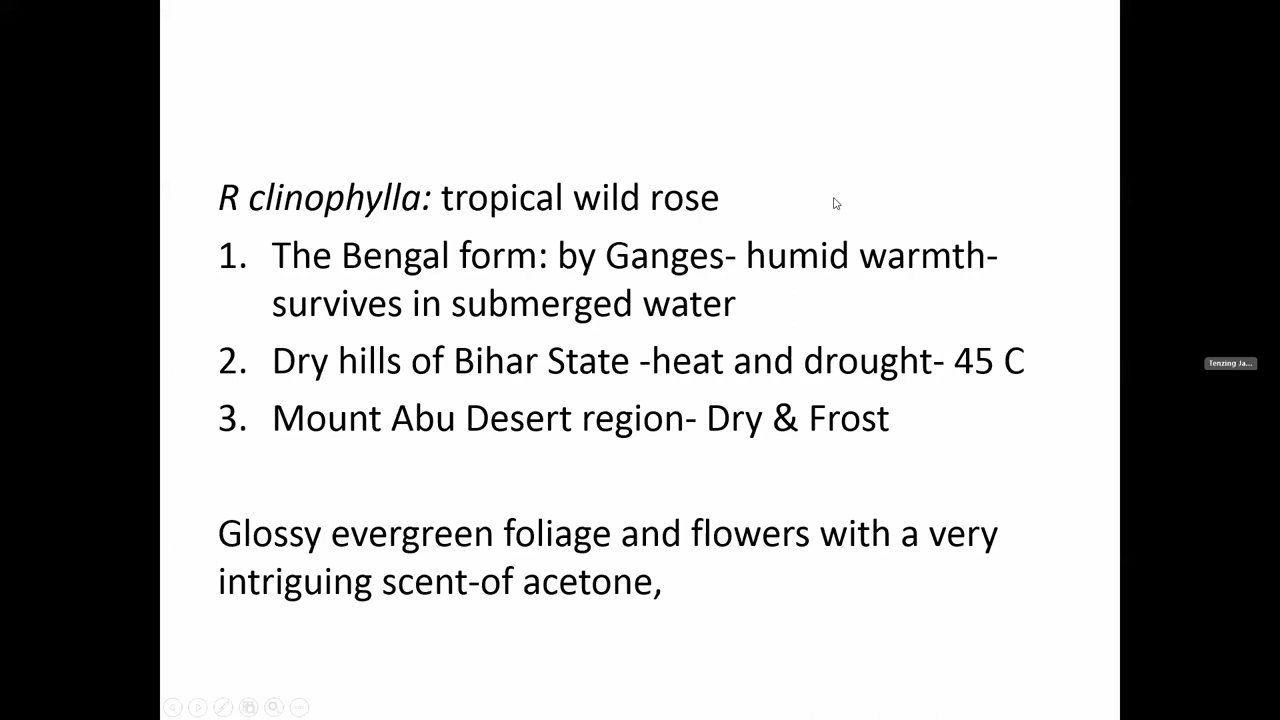 R clinophylla: tropical wild rose
1. The Bengal form: by Ganges- humid warmth-
survives in submerged water
2. Dry hills of Bihar State -heat and drought- 45 C
Tenzing Ja...
3. Mount Abu Desert region- Dry & Frost
Glossy evergreen foliage and flowers with a very
intriguing scent-of acetone,